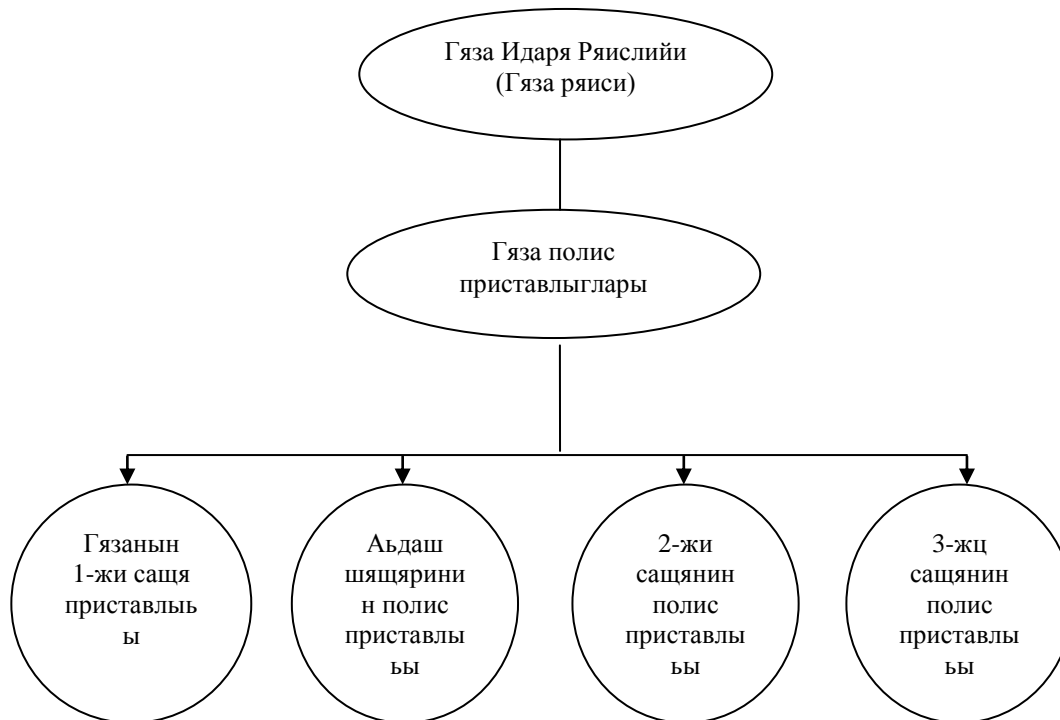 Гяза Идаря Ряислийи
(Гяза ряиси)
Гяза полис
приставлыглары
Гязанын
1-жи сащя
приставлыь
ы
Аьдаш
шящярини
н полис
приставлы
ьы
2-жи
сащянин
полис
приставлы
ьы
3-жц
сащянин
полис
приставлы
ьы